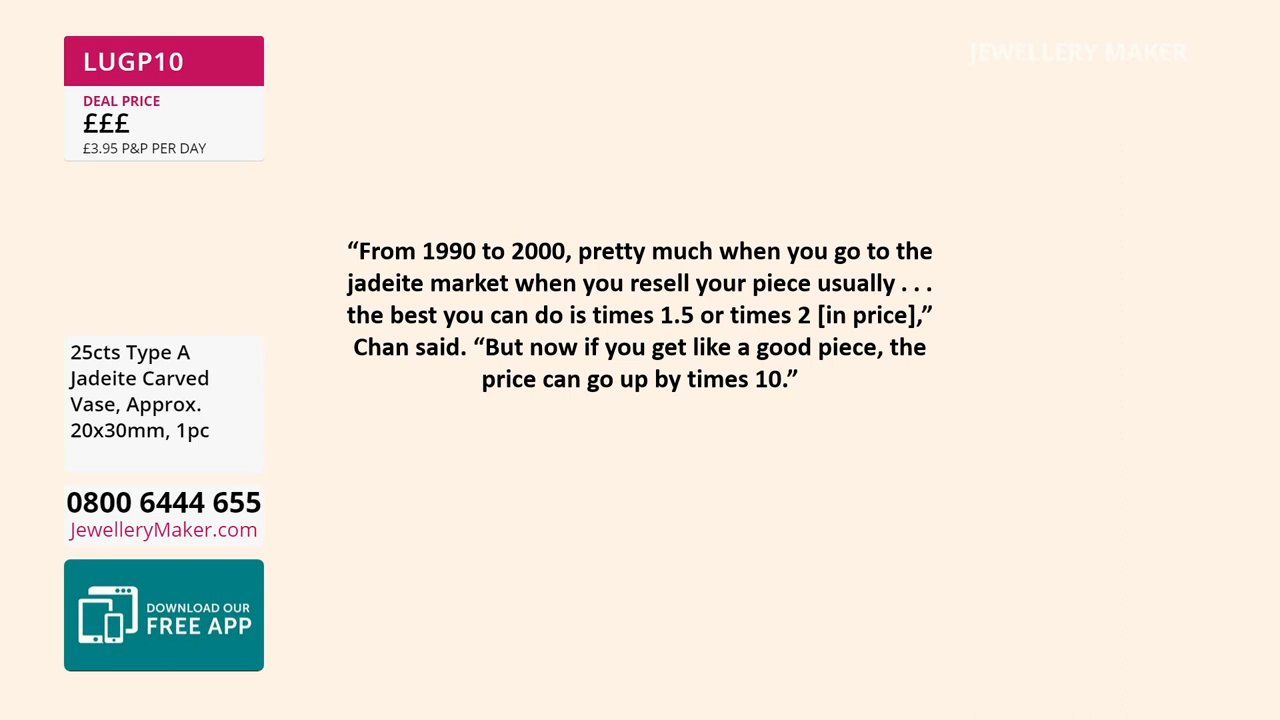 LUGP10
DEAL PRICE
£££
£3.95 P&P PER DAY
JEWELLERY MAKER
“From 1990 to 2000, pretty much when you go to the
jadeite market when you resell your piece usually . . .
the best you can do is times 1.5 or times 2 [in price],”
Chan said. “But now if you get like a good piece, the
price can go up by times 10.”
25cts Type A
Jadeite Carved
Vase, Approx.
20x30mm, 1pc
0800 6444 655
JewelleryMaker.com
DOWNLOAD OUR
FREE APP